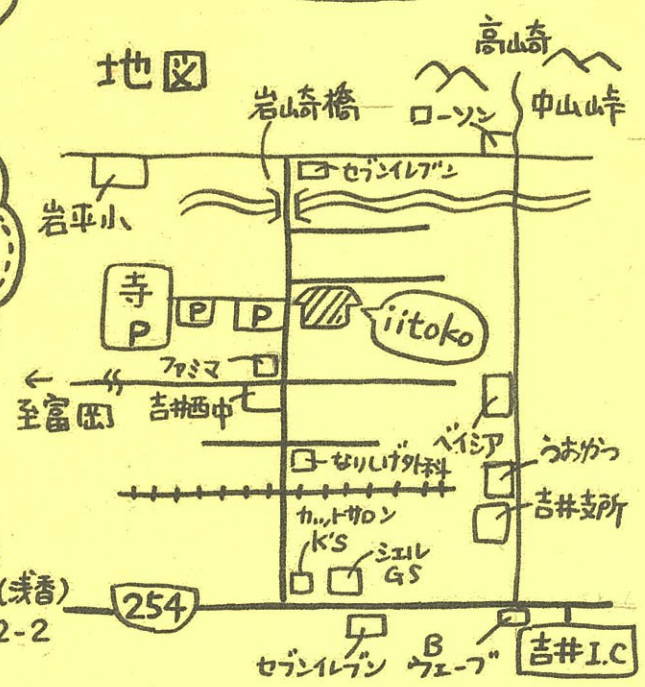 地図
高崎
岩崎橋
ローソン
中山峠
セブンイレブン
岩平小
寺
P
P
P
iitoko
ファミマ
←
至富岡
吉井西中
ベイシア
なりしげ外科
うおかつ
吉井支所
カットサロン
K'S
シェル
GS
(浅香)
2-2
254
セブンイレブン
B
ウェーブ
吉井I.C